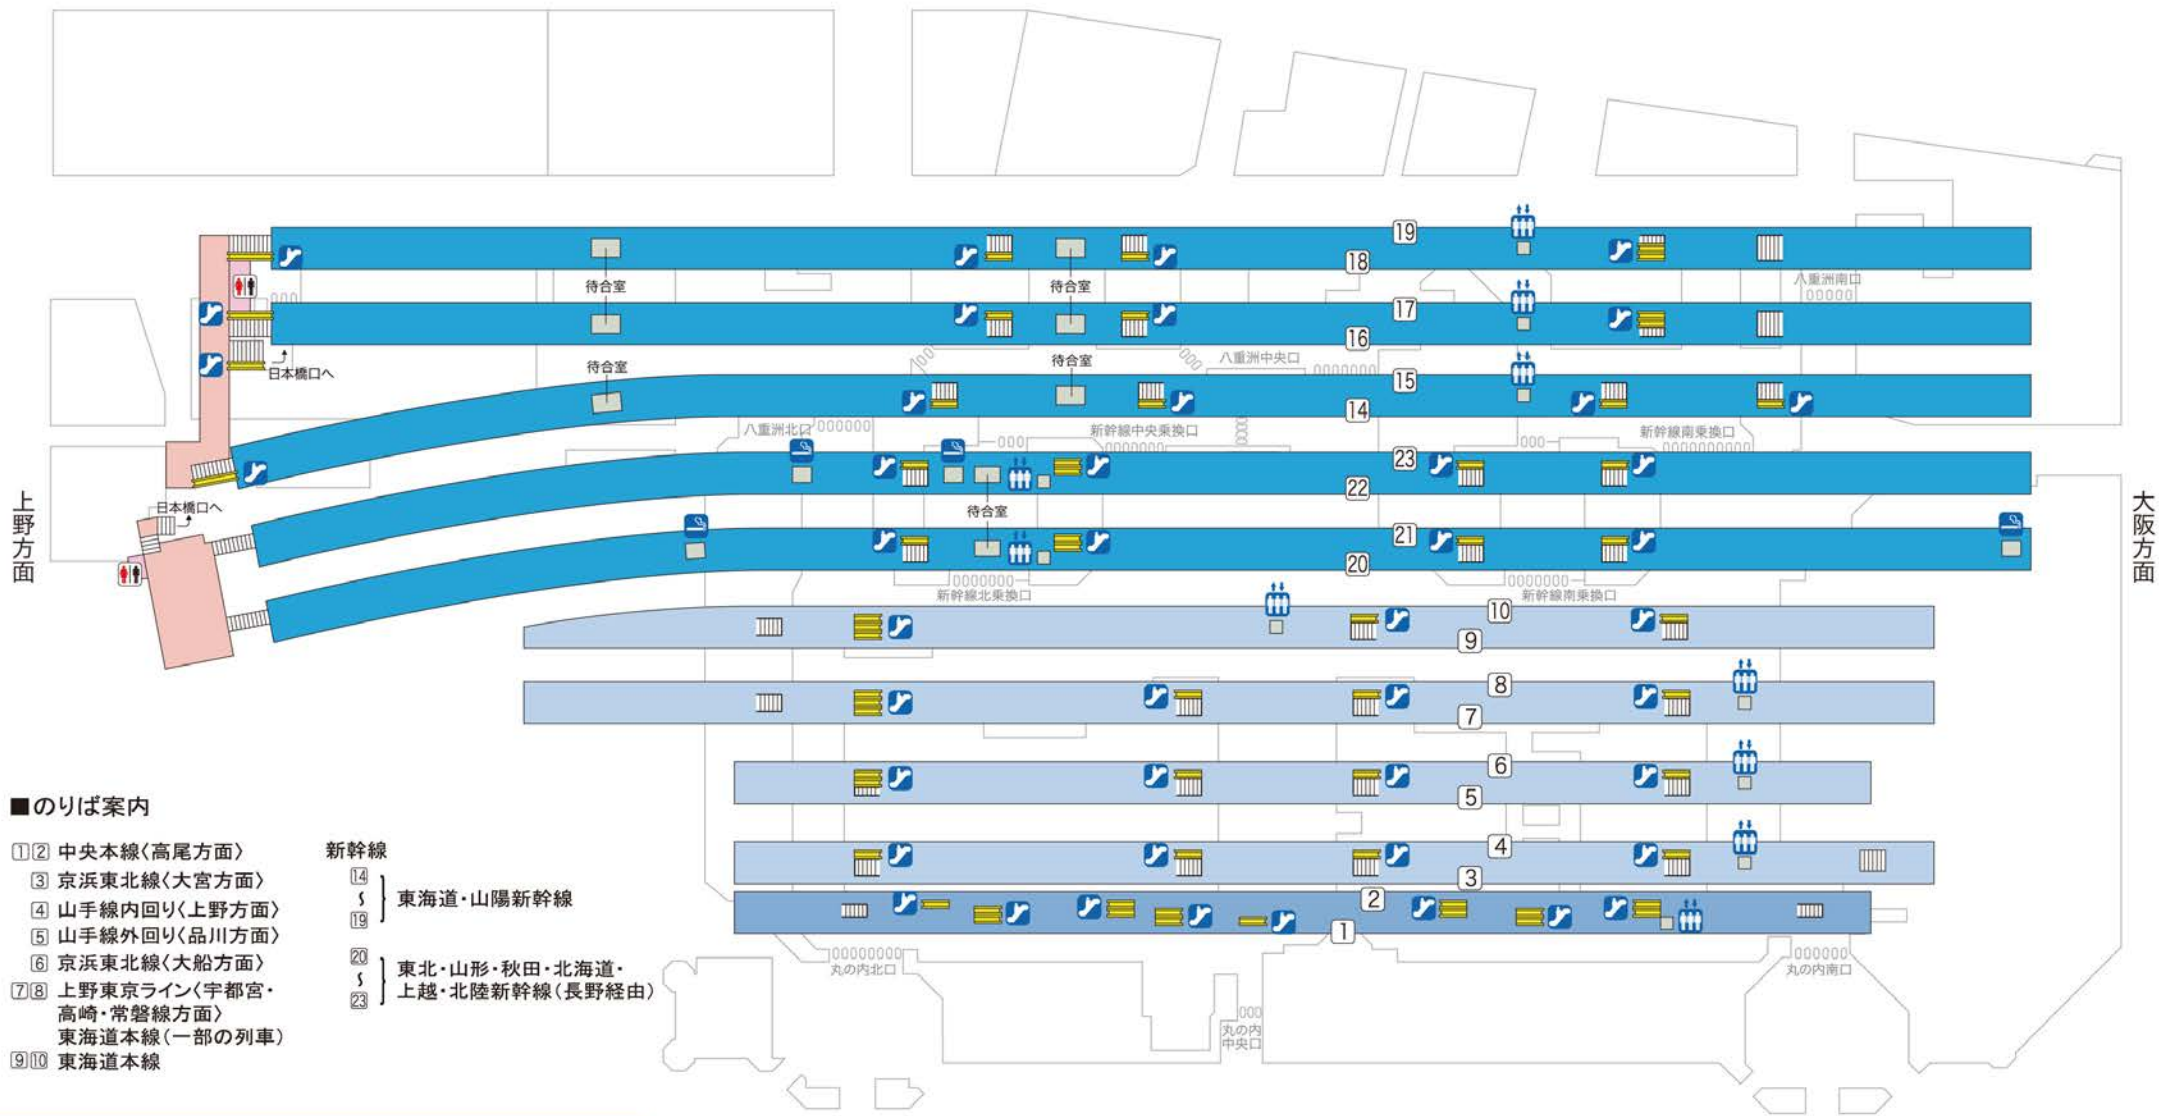 19
18
待合室
待合室
八重洲南口
17
16
日本橋口へ
待合室
待合室
八重洲中央口
15
14
八重洲北口
新幹線中央乗換口
新幹線南乗換口
23
22
日本橋口へ
待合室
上野方面
大阪方面
21
20
新幹線北乗換口
新幹線南乗換口
10
9
8
7
6
5
4
3
2
1
丸の内北口
丸の内南口
丸の内
中央口
■のりば案内
1 2 中央本線〈高尾方面〉
3 京浜東北線〈大宮方面〉
4 山手線内回り〈上野方面〉
5 山手線外回り〈品川方面〉
6 京浜東北線〈大船方面〉
7 8 上野東京ライン〈宇都宮・
高崎・常磐線方面〉
東海道本線(一部の列車)
9 10 東海道本線
新幹線
14
〜
19
東海道・山陽新幹線
20
〜
23
東北・山形・秋田・北海道・
上越・北陸新幹線(長野経由)